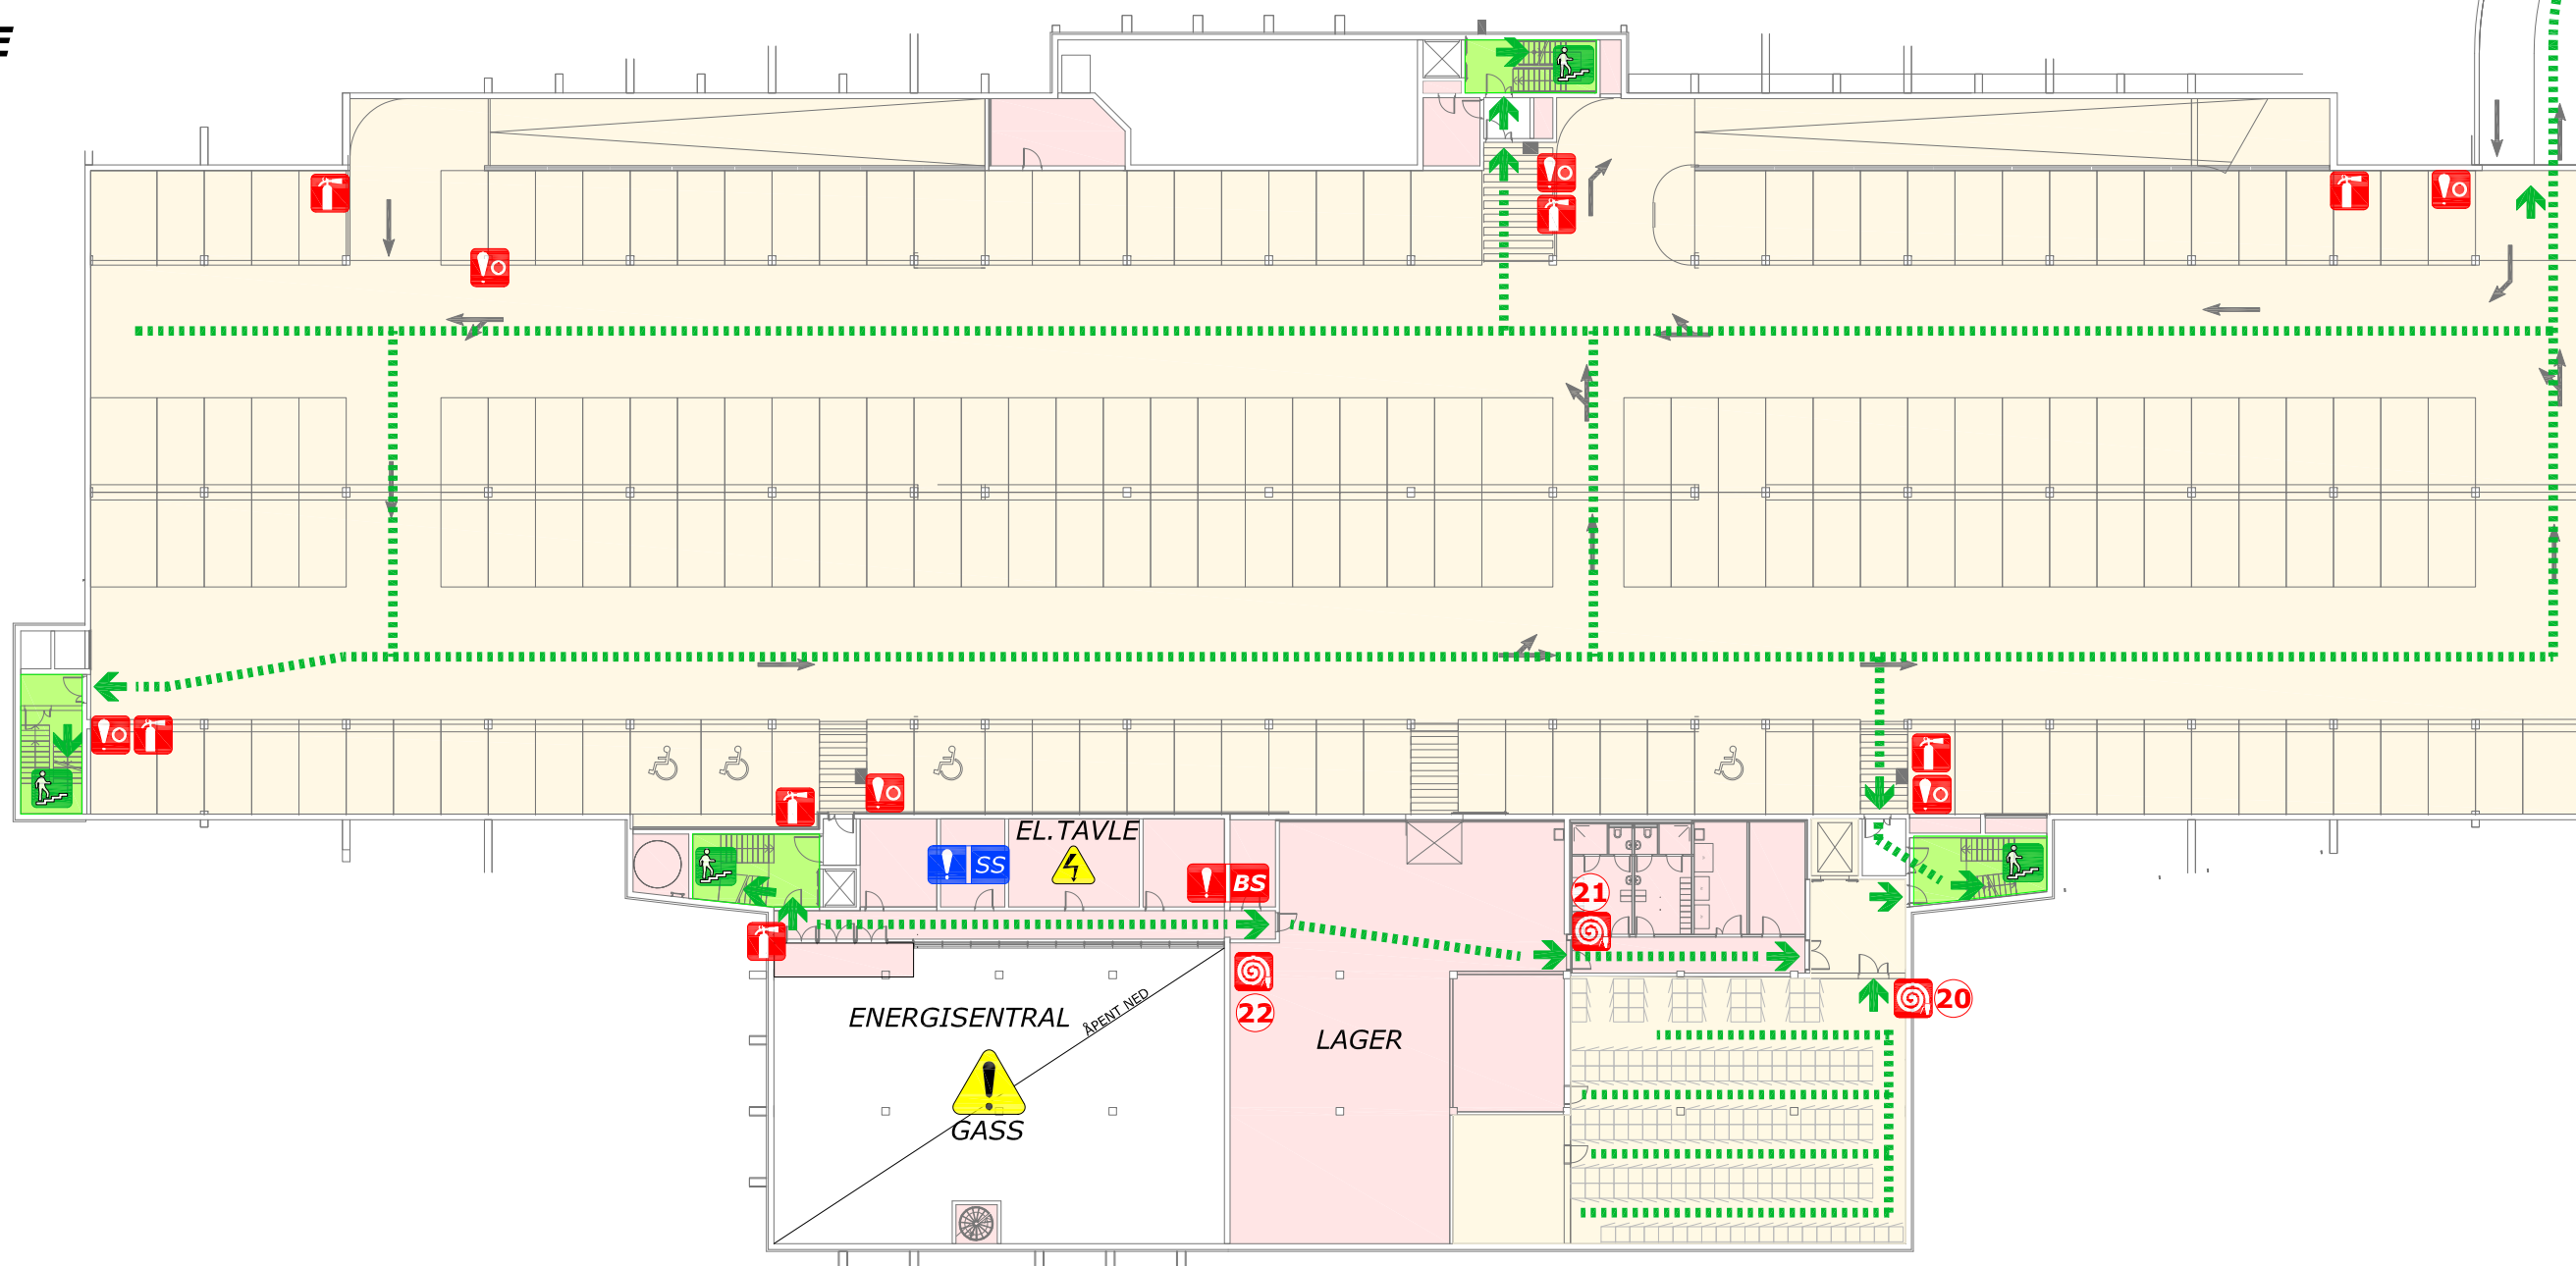 E
EL.TAVLE
SS
BS
21
ENERGISENTRAL
ÅPENT NED
22
20
LAGER
GASS